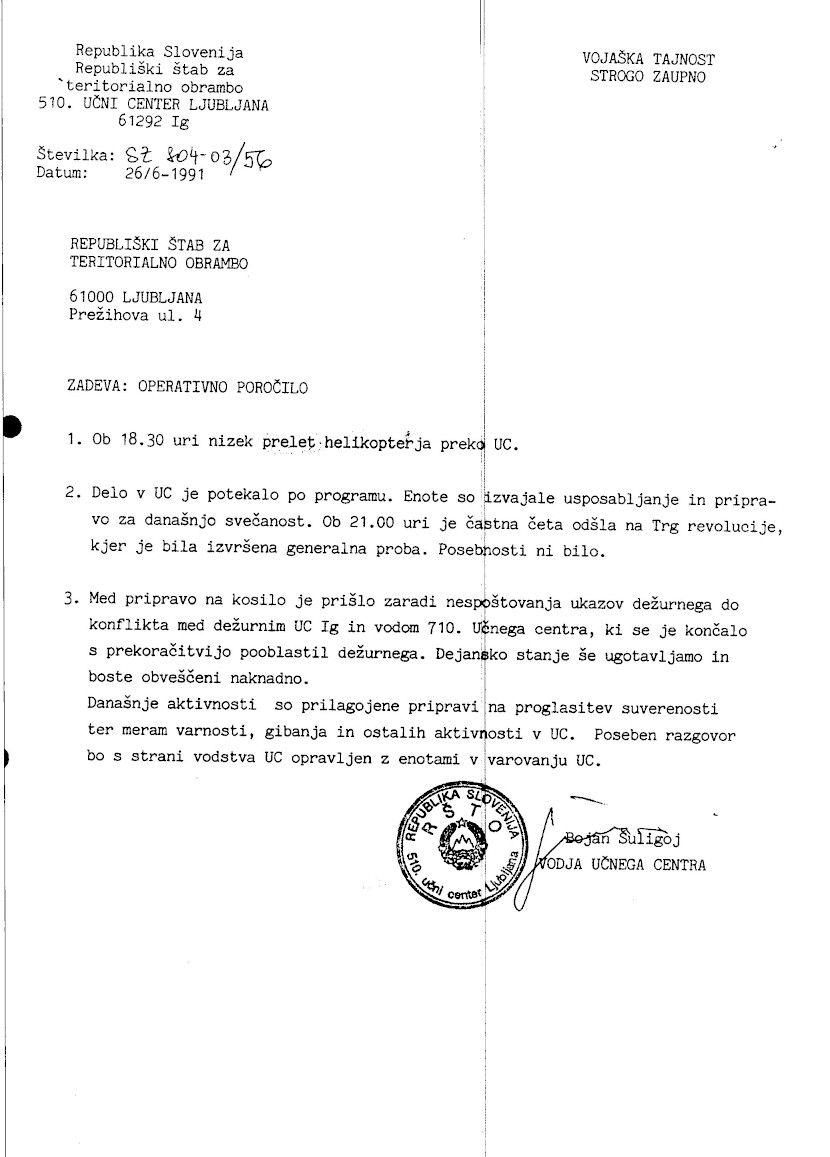 Republika Slovenija
Republiški štab za
teritorialno obrambo
510. UČNI CENTER LJUBLJANA
61292 Ig
VOJAŠKA TAJNOST
STROGO ZAUPNO
Številka: SZ 804-03/56
Datum: 26/6-1991
REPUBLIŠKI ŠTAB ZA
TERITORIALNO OBRAMBO
61000 LJUBLJANA
Prežihova ul. 4
ZADEVA: OPERATIVNO POROČILO
1. Ob 18.30 uri nizek prelet helikopterja preko UC.
2. Delo v UC je potekalo po programu. Enote so izvajale usposabljanje in pripra-
vo za današnjo svečanost. Ob 21.00 uri je častna četa odšla na Trg revolucije,
kjer je bila izvršena generalna proba. Posebnosti ni bilo.
3. Med pripravo na kosilo je prišlo zaradi nespoštovanja ukazov dežurnega do
konflikta med dežurnim UC Ig in vodom 710. Učnega centra, ki se je končalo
s prekoračitvijo pooblastil dežurnega. Dejansko stanje še ugotavljamo in
boste obveščeni naknadno.
Današnje aktivnosti so prilagojene pripravi na proglasitev suverenosti
ter meram varnosti, gibanja in ostalih aktivnosti v UC. Poseben razgovor
bo s strani vodstva UC opravljen z enotami v varovanju UC.
REPUBLIKA SLOVENIJA
RŠTO
510. učni center Ljubljana
Bojan Šuligoj
VODJA UČNEGA CENTRA